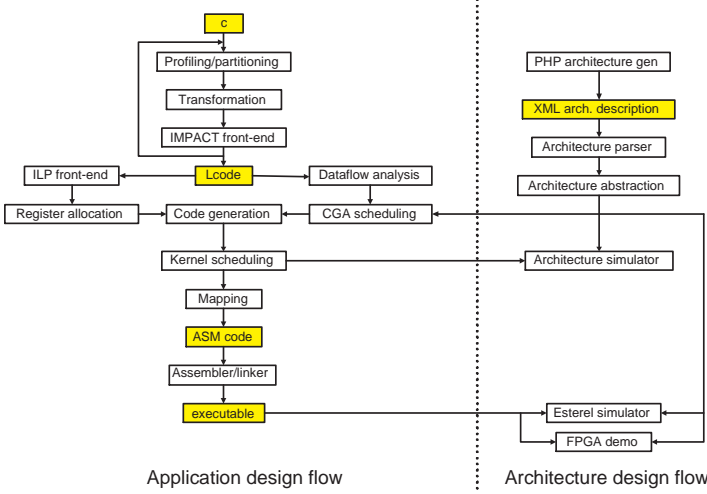 c
Profiling/partitioning
PHP architecture gen
Transformation
XML arch. description
IMPACT front-end
Architecture parser
ILP front-end
Lcode
Dataflow analysis
Architecture abstraction
Register allocation
Code generation
CGA scheduling
Kernel scheduling
Architecture simulator
Mapping
ASM code
Assembler/linker
executable
Esterel simulator
FPGA demo
Application design flow
Architecture design flow